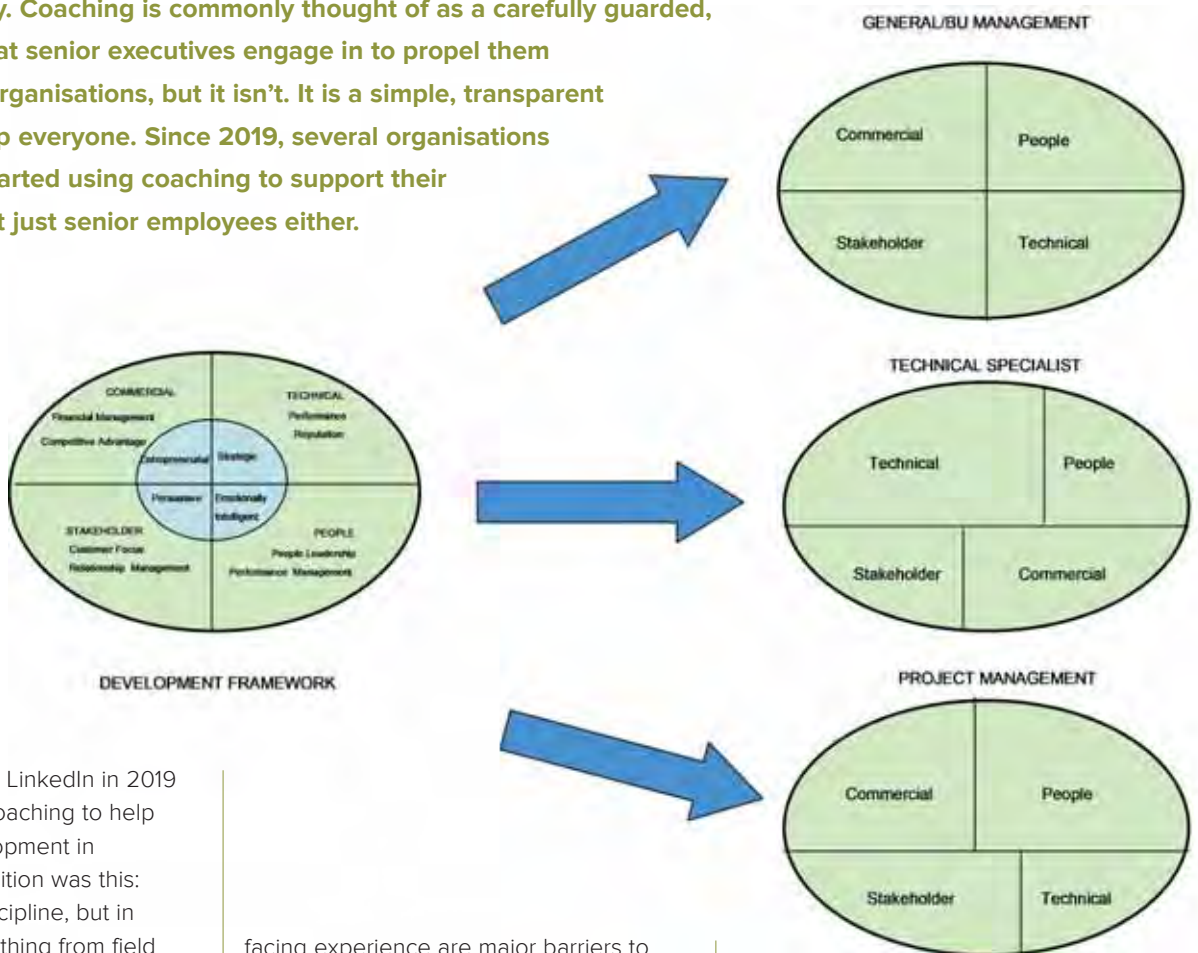 y. Coaching is commonly thought of as a carefully guarded,
at senior executives engage in to propel them
rganisations, but it isn't. It is a simple, transparent
p everyone. Since 2019, several organisations
arted using coaching to support their
t just senior employees either.
GENERAL/BU MANAGEMENT
Commercial
People
Stakeholder
Technical
COMMERCIAL
Financial Management
Competitive Advantage
TECHNICAL
Performance
Reputation
Entrepreneurial
Strategic
Persuasive
Emotionally
Intelligent
STAKEHOLDER
Customer Focus
Relationship Management
PEOPLE
People Leadership
Performance Management
DEVELOPMENT FRAMEWORK
TECHNICAL SPECIALIST
Technical
People
Stakeholder
Commercial
PROJECT MANAGEMENT
Commercial
People
Stakeholder
Technical
LinkedIn in 2019
oaching to help
opment in
ition was this:
cipline, but in
thing from field
facing experience are major barriers to